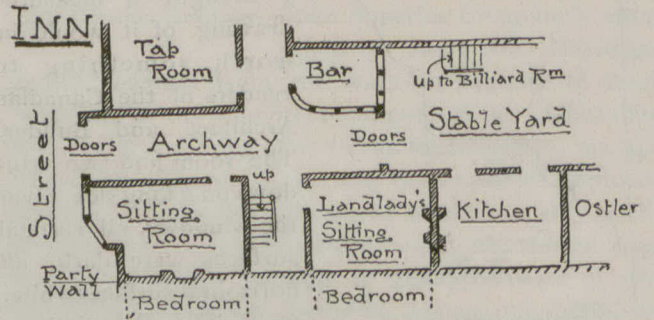 INN
Tap
Room
Bar
Up to Billiard Rm
Stable Yard
Street
Doors
Archway
Doors
up
Sitting
Room
Landlady's
Sitting
Room
Kitchen
Ostler
Party
Wall
Bedroom
Bedroom